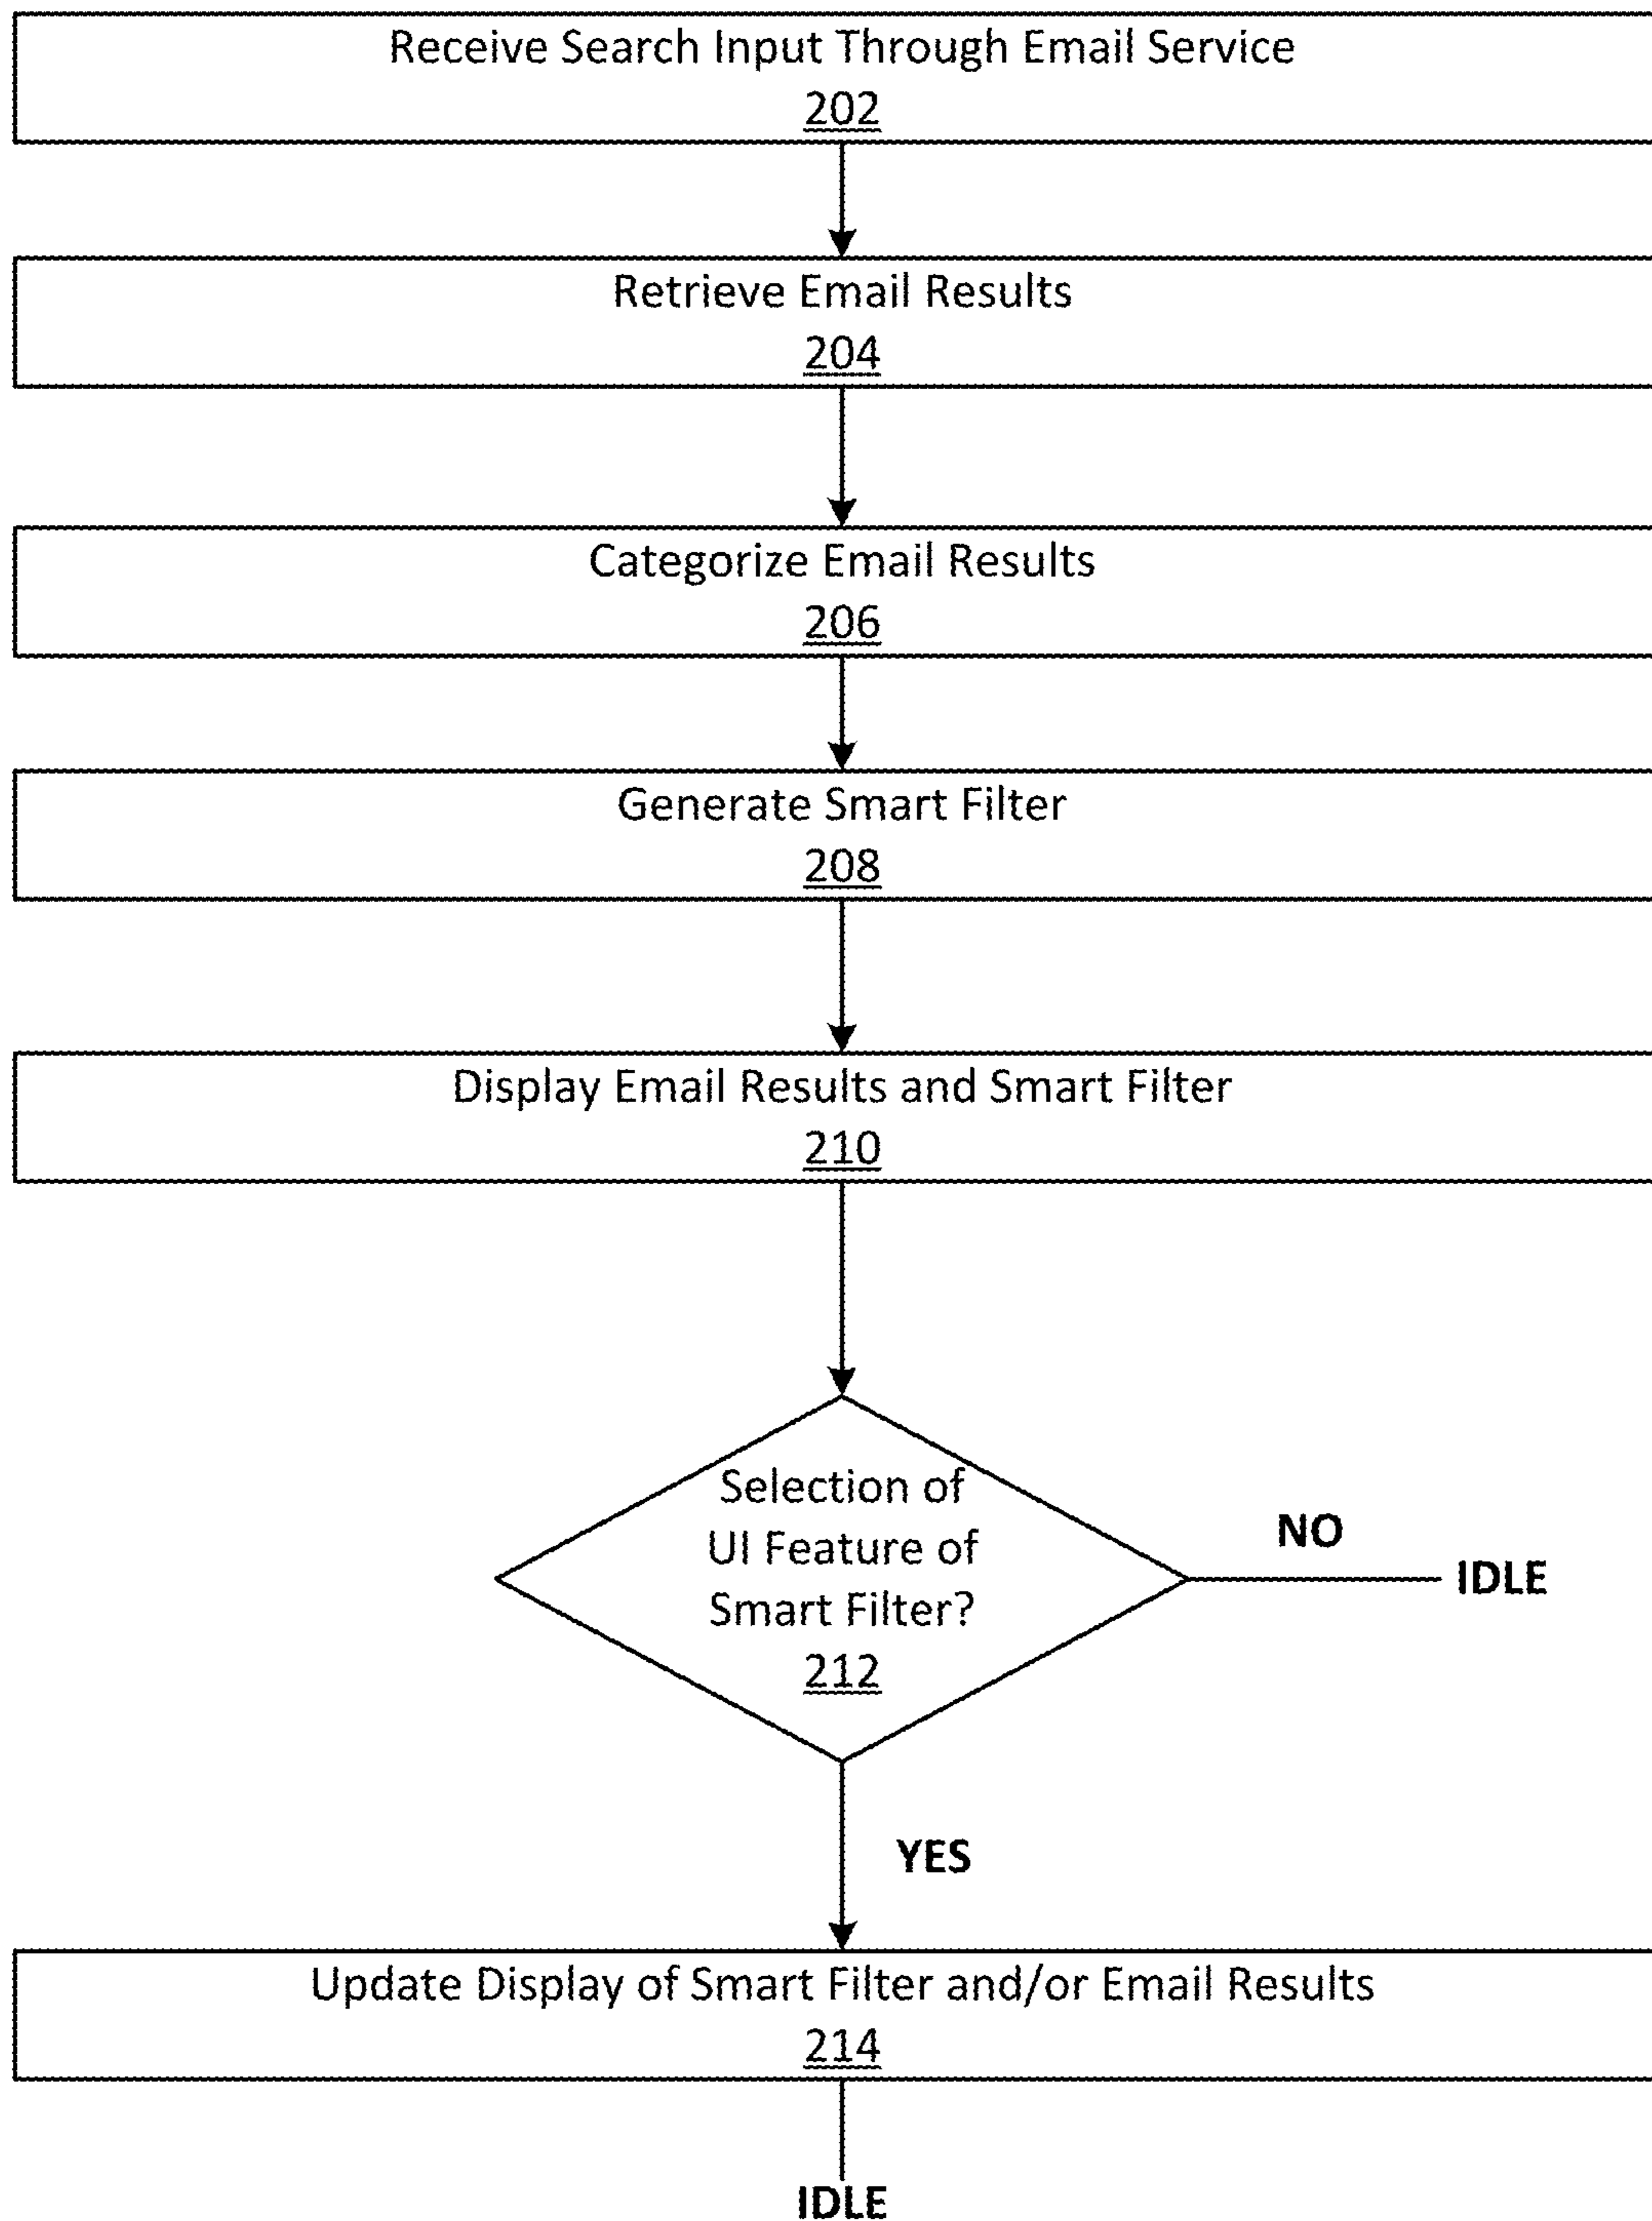 Receive Search Input Through Email Service
202
Retrieve Email Results
204
Categorize Email Results
206
Generate Smart Filter
208
Display Email Results and Smart Filter
210
Selection of
UI Feature of
Smart Filter?
212
NO
IDLE
YES
Update Display of Smart Filter and/or Email Results
214
IDLE